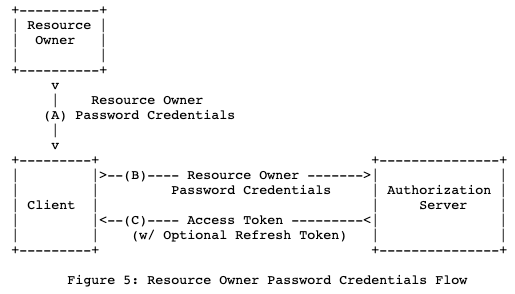 Resource
Owner
v
Resource Owner
(A) Password Credentials
v
>--(B)---- Resource Owner ------->
Password Credentials
Authorization
Client
Server
<--(C)---- Access Token ---------<
(w/ Optional Refresh Token)
Figure 5: Resource Owner Password Credentials Flow